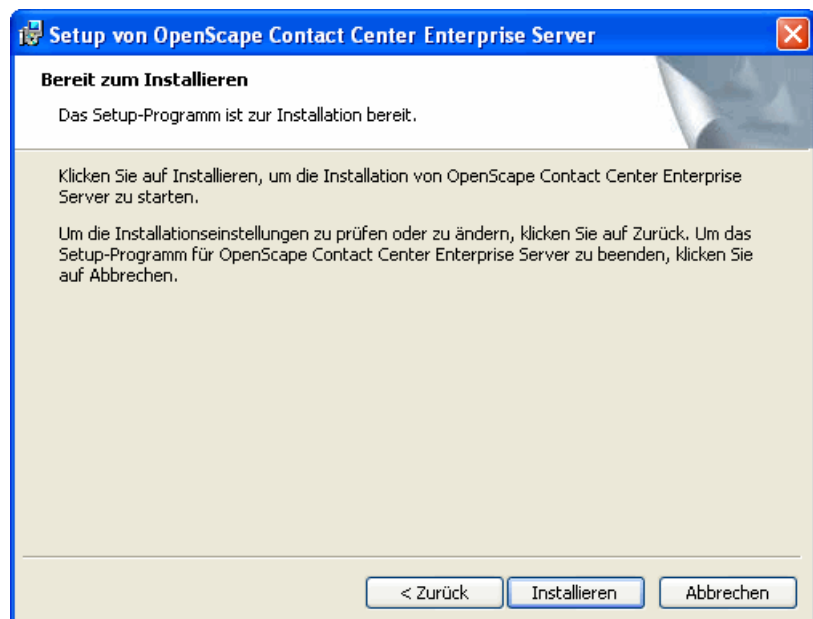 Setup von OpenScape Contact Center Enterprise Server
Bereit zum Installieren
Das Setup-Programm ist zur Installation bereit.
Klicken Sie auf Installieren, um die Installation von OpenScape Contact Center Enterprise
Server zu starten.
Um die Installationseinstellungen zu prüfen oder zu ändern, klicken Sie auf Zurück. Um das
Setup-Programm für OpenScape Contact Center Enterprise Server zu beenden, klicken Sie
auf Abbrechen.
< Zurück Installieren Abbrechen